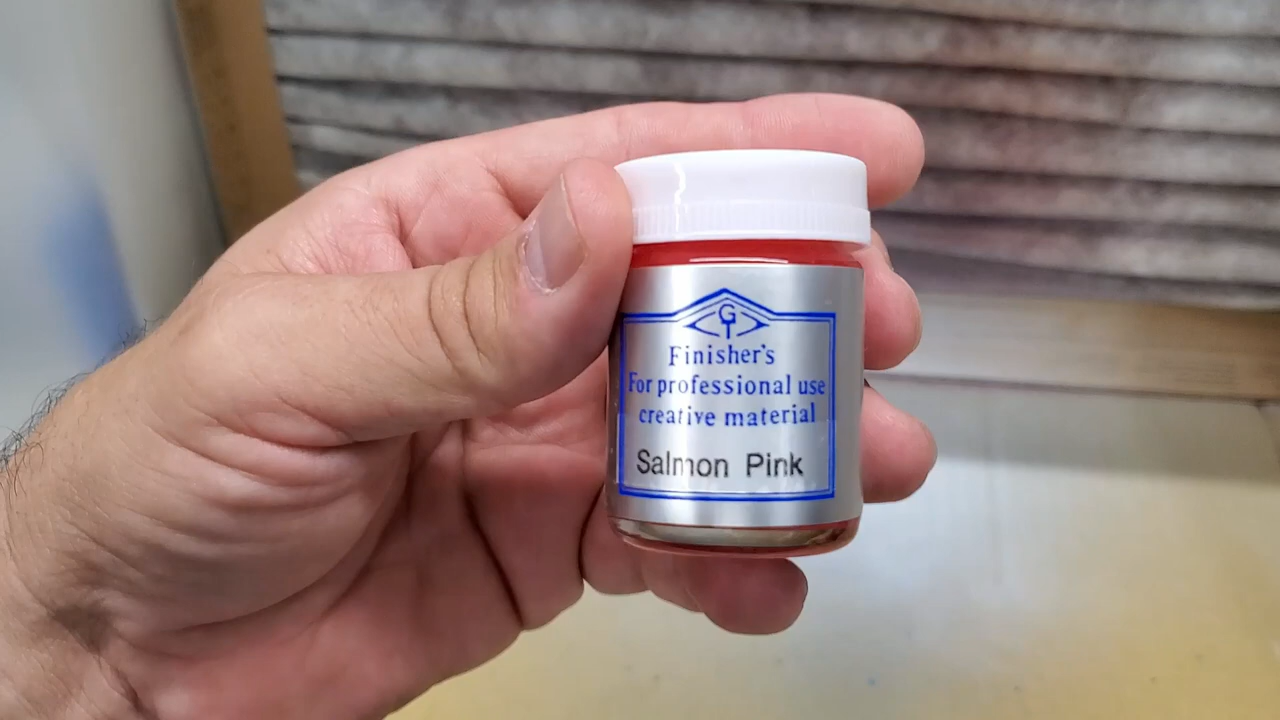 G
Finisher's
For professional use
creative material
Salmon Pink